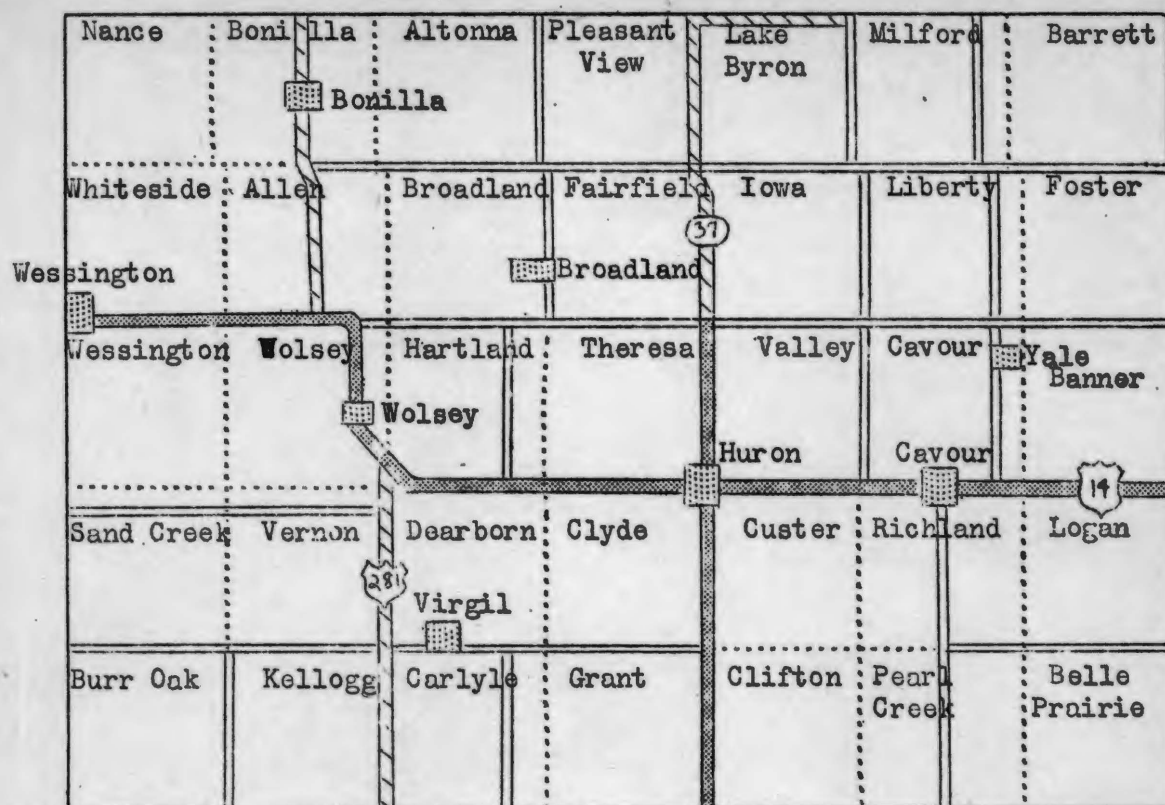 Nance Bonilla Altonna Pleasant Lake Milford Barrett
View Byron
Bonilla
Whiteside Allen Broadland Fairfield Iowa Liberty Foster
37
Wessington Broadland
Wessington Wolsey Hartland Theresa Valley Cavour Yale
Banner
Wolsey
Huron Cavour
14
Sand Creek Vernon Dearborn Clyde Custer Richland Logan
281
Virgil
Burr Oak Kellogg Carlyle Grant Clifton Pearl Belle
Creek Prairie